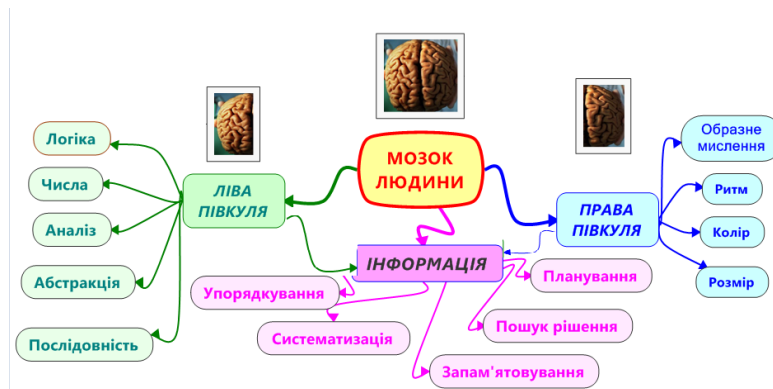 МОЗОК
ЛЮДИНИ
ЛІВА
ПІВКУЛЯ
Логіка
Числа
Аналіз
Абстракція
Послідовність
ПРАВА
ПІВКУЛЯ
Образне
мислення
Ритм
Колір
Розмір
ІНФОРМАЦІЯ
Упорядкування
Систематизація
Запам'ятовування
Пошук рішення
Планування